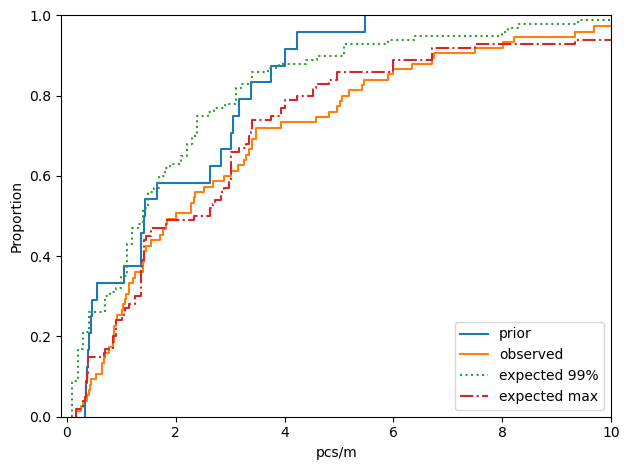 1.0
0.8
0.6
0.4
0.2
0.0
Proportion
0 2 4 6 8 10
pcs/m
prior
observed
expected 99%
expected max